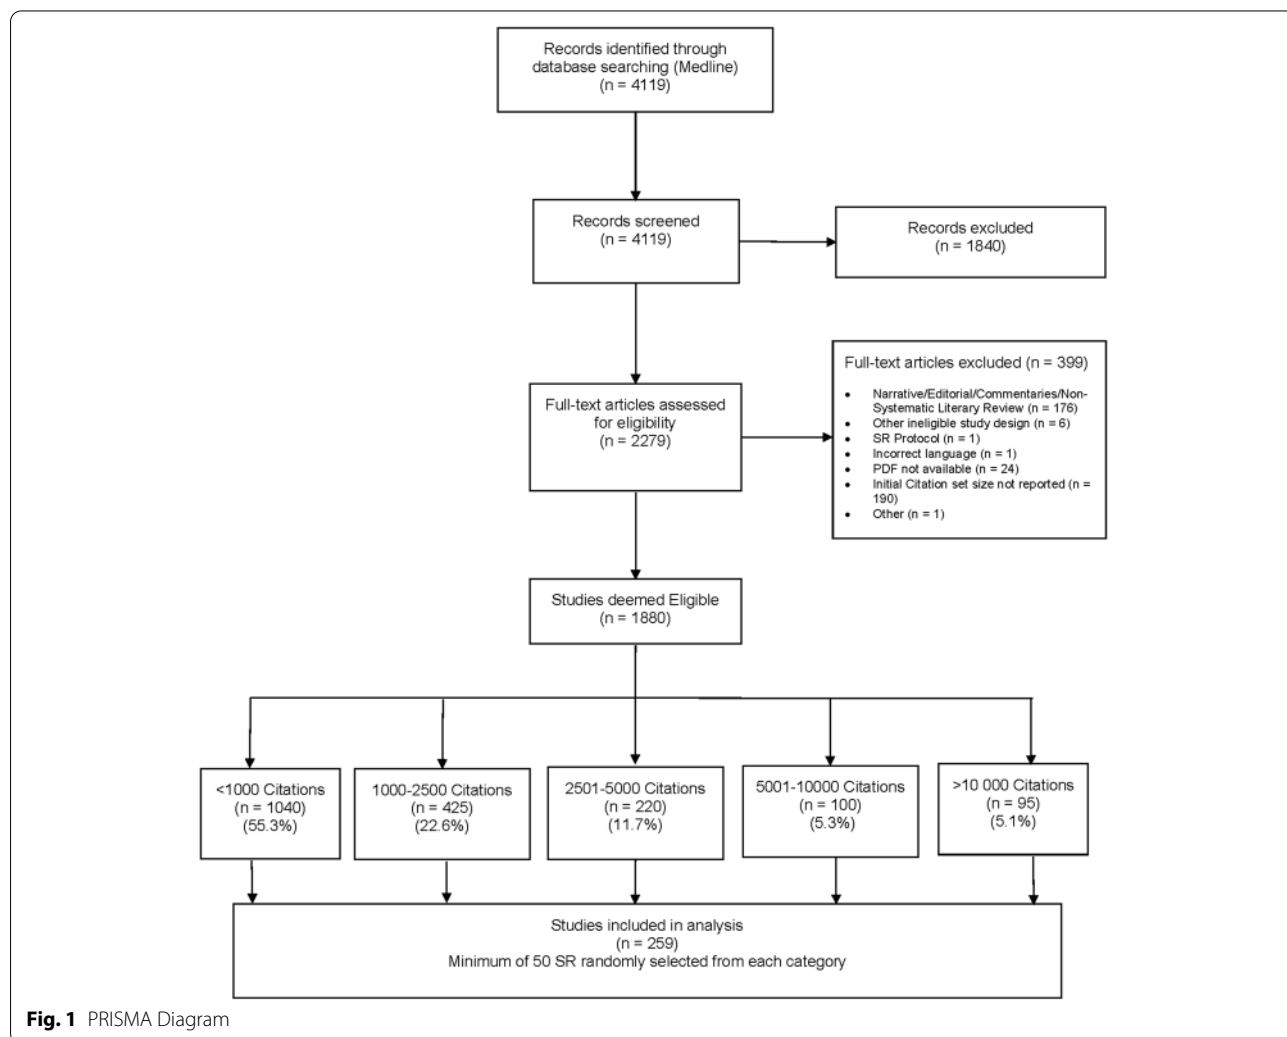 Records identified through
database searching (Medline)
(n = 4119)
Records screened
(n = 4119)
Records excluded
(n = 1840)
Full-text articles assessed
for eligibility
(n = 2279)
Full-text articles excluded (n = 399)
• Narrative/Editorial/Commentaries/Non-
Systematic Literary Review (n = 176)
• Other ineligible study design (n = 6)
• SR Protocol (n = 1)
• Incorrect language (n = 1)
• PDF not available (n = 24)
• Initial Citation set size not reported (n =
190)
• Other (n = 1)
Studies deemed Eligible
(n = 1880)
<1000 Citations
(n = 1040)
(55.3%)
1000-2500 Citations
(n = 425)
(22.6%)
2501-5000 Citations
(n = 220)
(11.7%)
5001-10000 Citations
(n = 100)
(5.3%)
>10 000 Citations
(n = 95)
(5.1%)
Studies included in analysis
(n = 259)
Minimum of 50 SR randomly selected from each category
Fig. 1 PRISMA Diagram